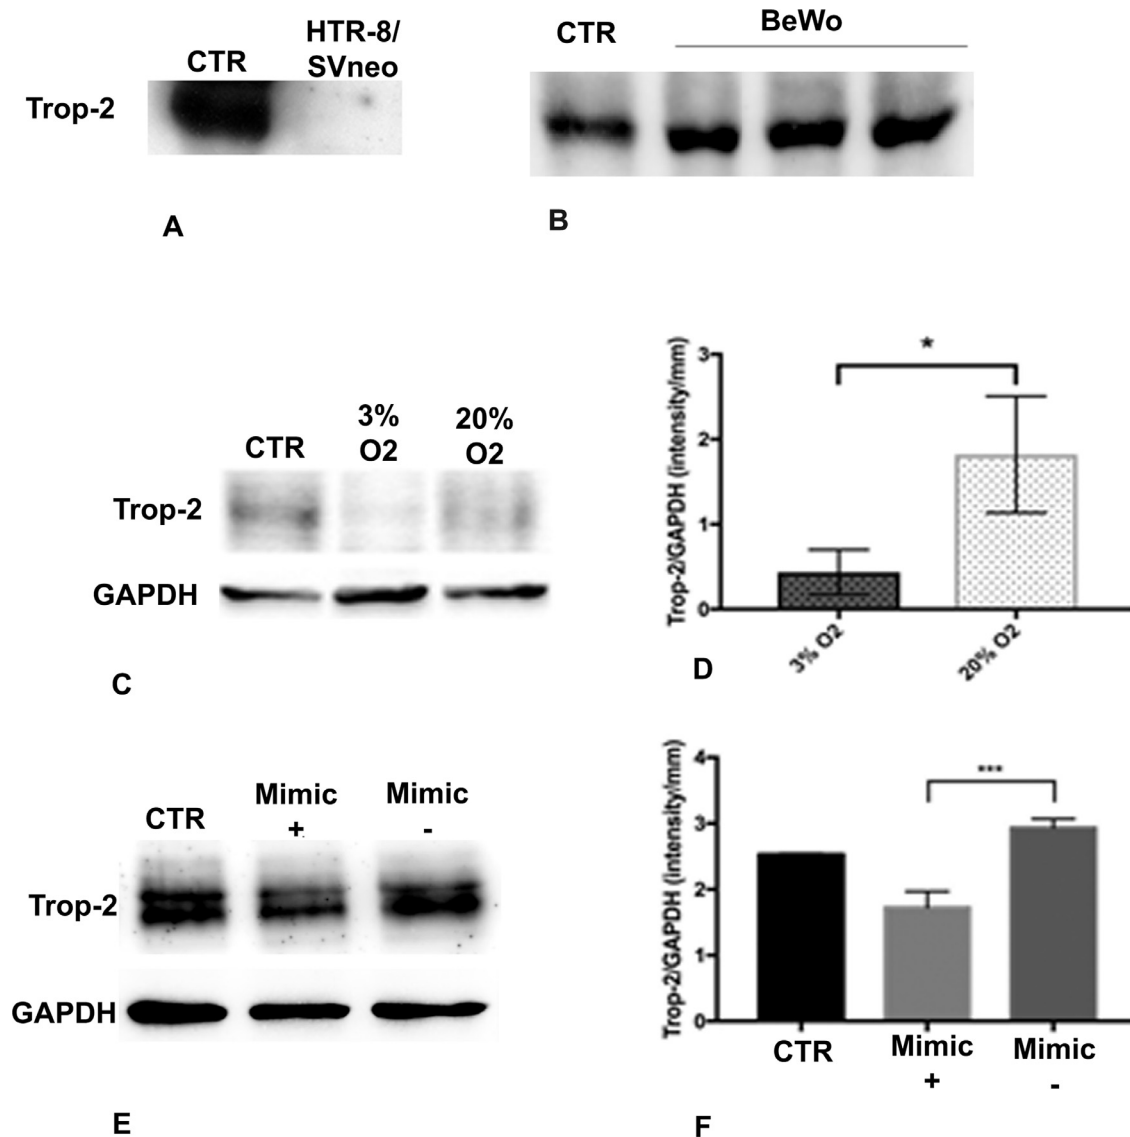 CTR
HTR-8/
SVneo
Trop-2
A
CTR
BeWo
B
CTR
3%
O2
20%
O2
Trop-2
GAPDH
C
Trop-2/GAPDH (intensity/mm)
3
2
1
0
*
3% O2
20% O2
D
CTR
Mimic
+
Mimic
-
Trop-2
GAPDH
E
Trop-2/GAPDH (intensity/mm)
4
3
2
1
0
***
CTR
Mimic
+
Mimic
-
F